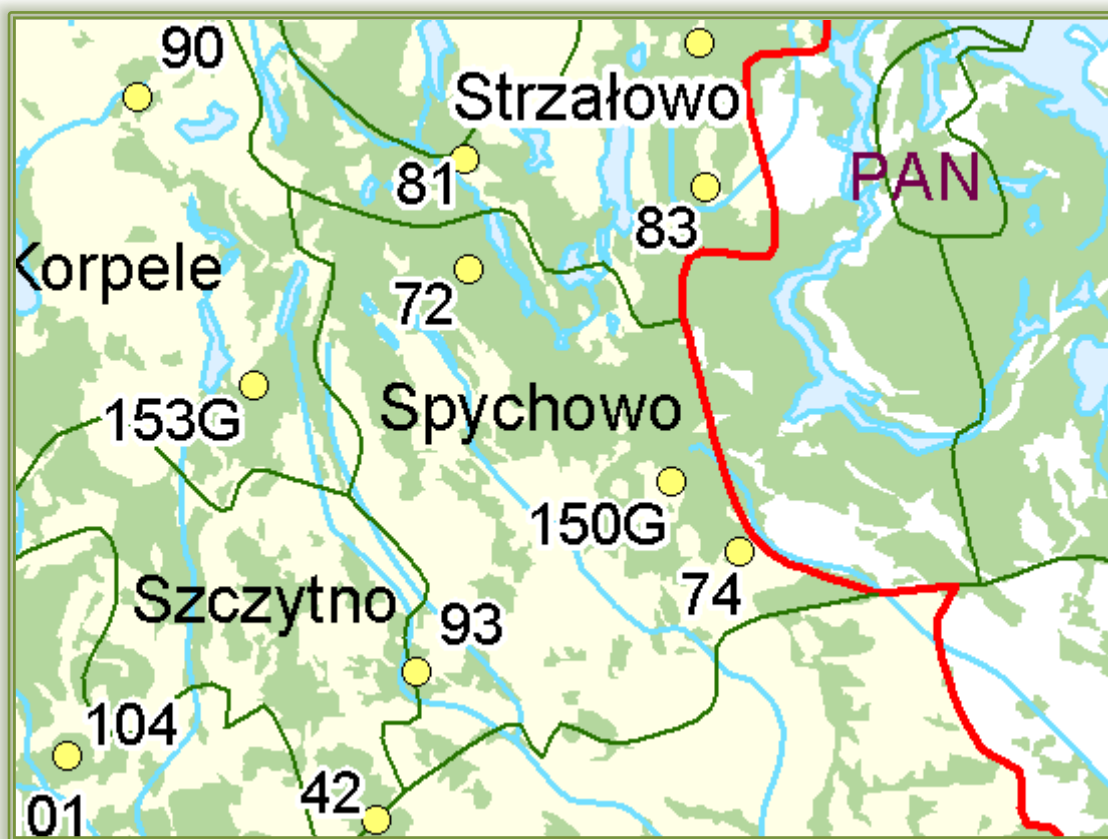 90
Strzałowo
PAN
81
83
Korpele
72
Spychowo
153G
150G
74
Szczytno
93
104
42
01